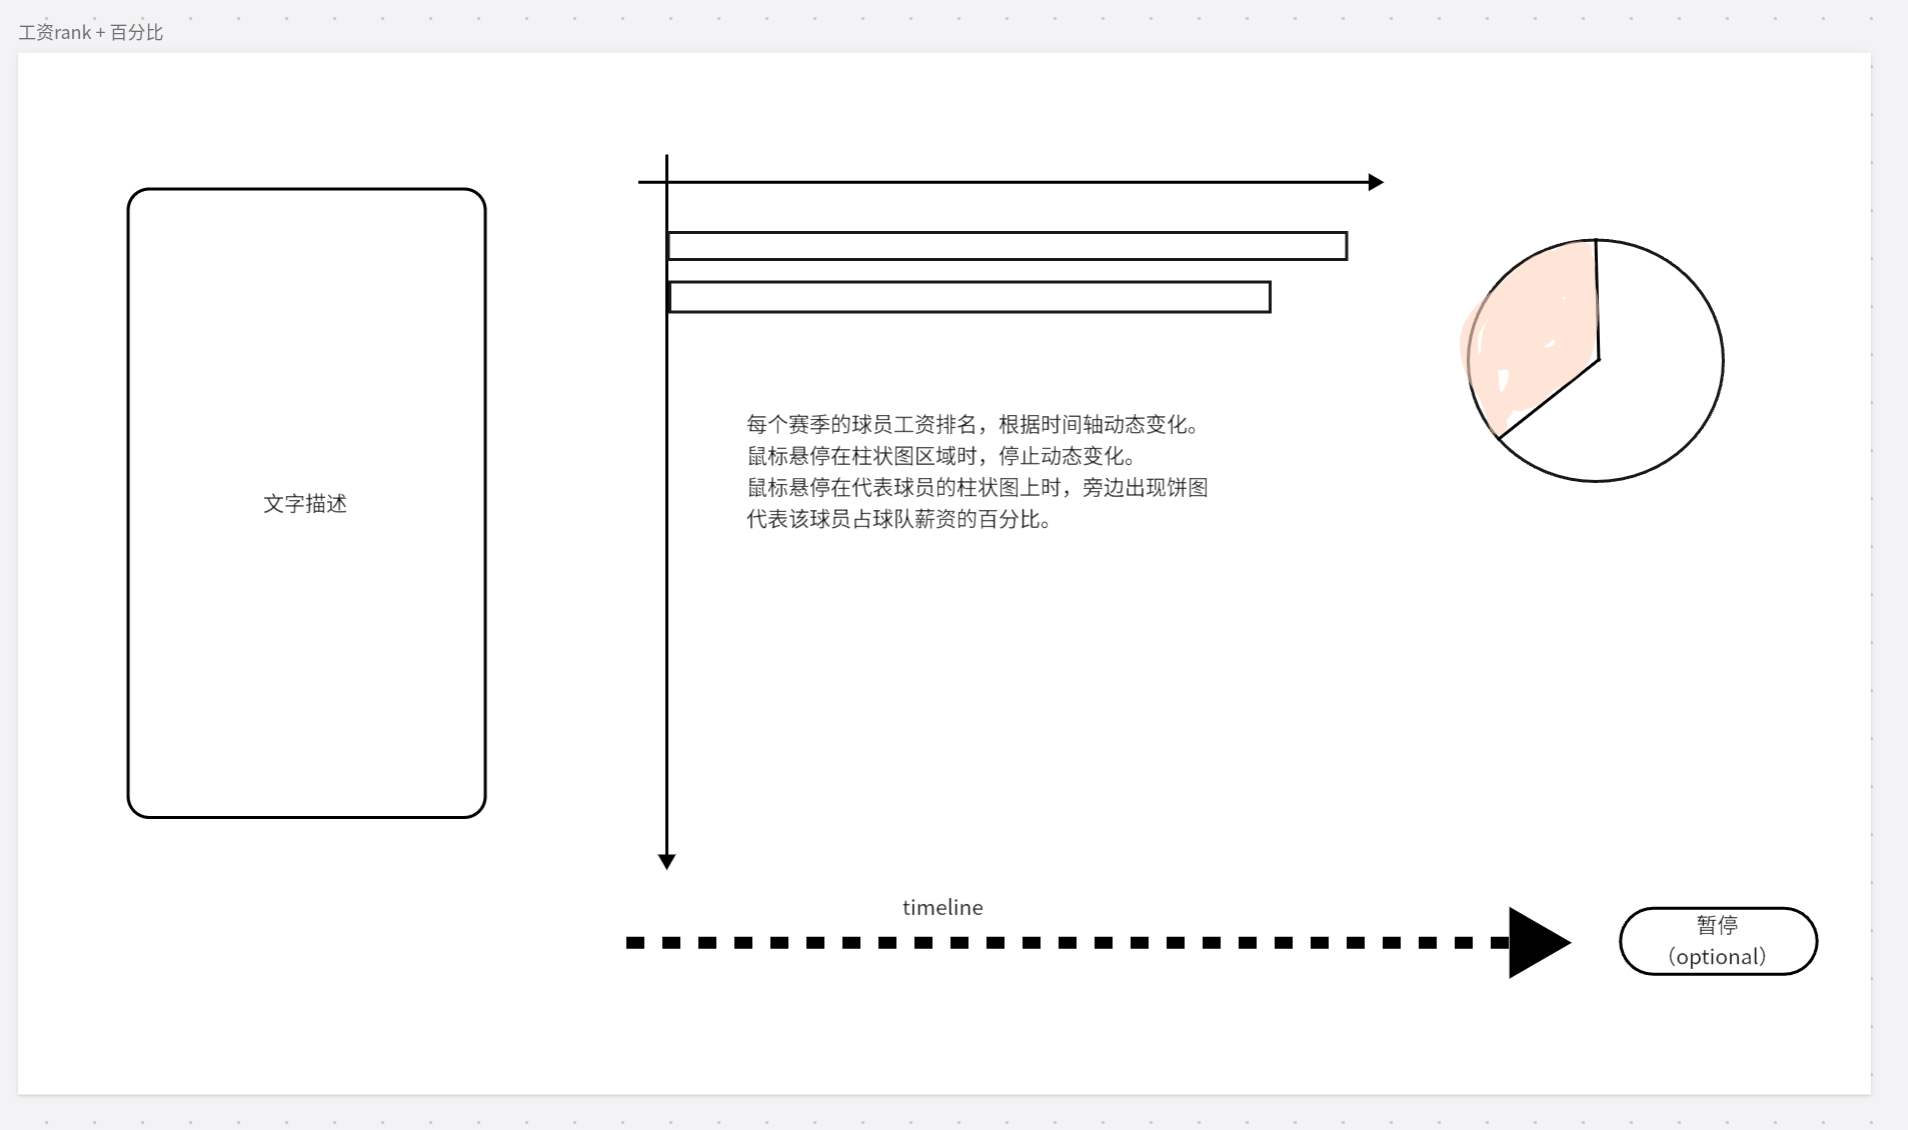 工资rank + 百分比
文字描述
每个赛季的球员工资排名，根据时间轴动态变化。
鼠标悬停在柱状图区域时，停止动态变化。
鼠标悬停在代表球员的柱状图上时，旁边出现饼图
代表该球员占球队薪资的百分比。
timeline
暂停
（optional）